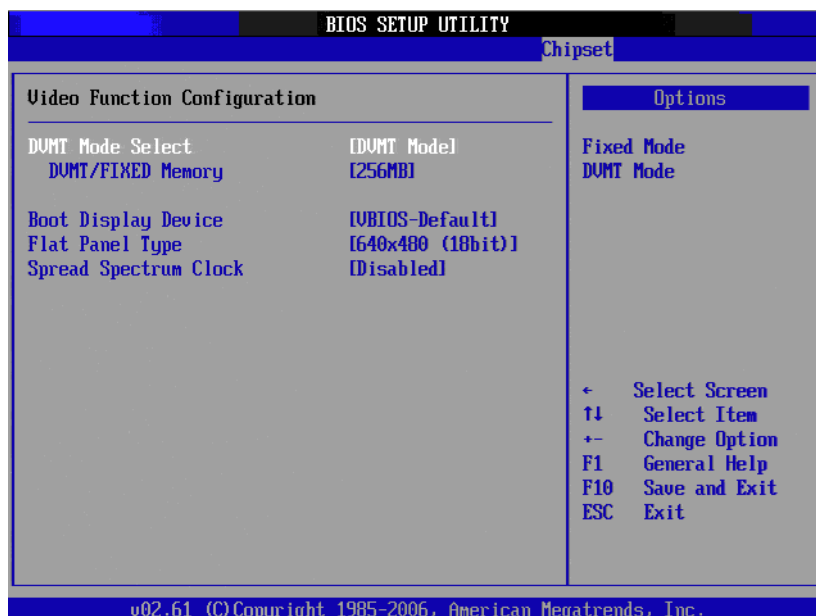 BIOS SETUP UTILITY
Chipset
Video Function Configuration
DVMT Mode Select [DVMT Mode]
DVMT/FIXED Memory [256MB]
Boot Display Device [VBIOS-Default]
Flat Panel Type [640x480 (18bit)]
Spread Spectrum Clock [Disabled]
Options
Fixed Mode
DVMT Mode
← Select Screen
↑↓ Select Item
+- Change Option
F1 General Help
F10 Save and Exit
ESC Exit
v02.61 (C)Copyright 1985-2006, American Megatrends, Inc.